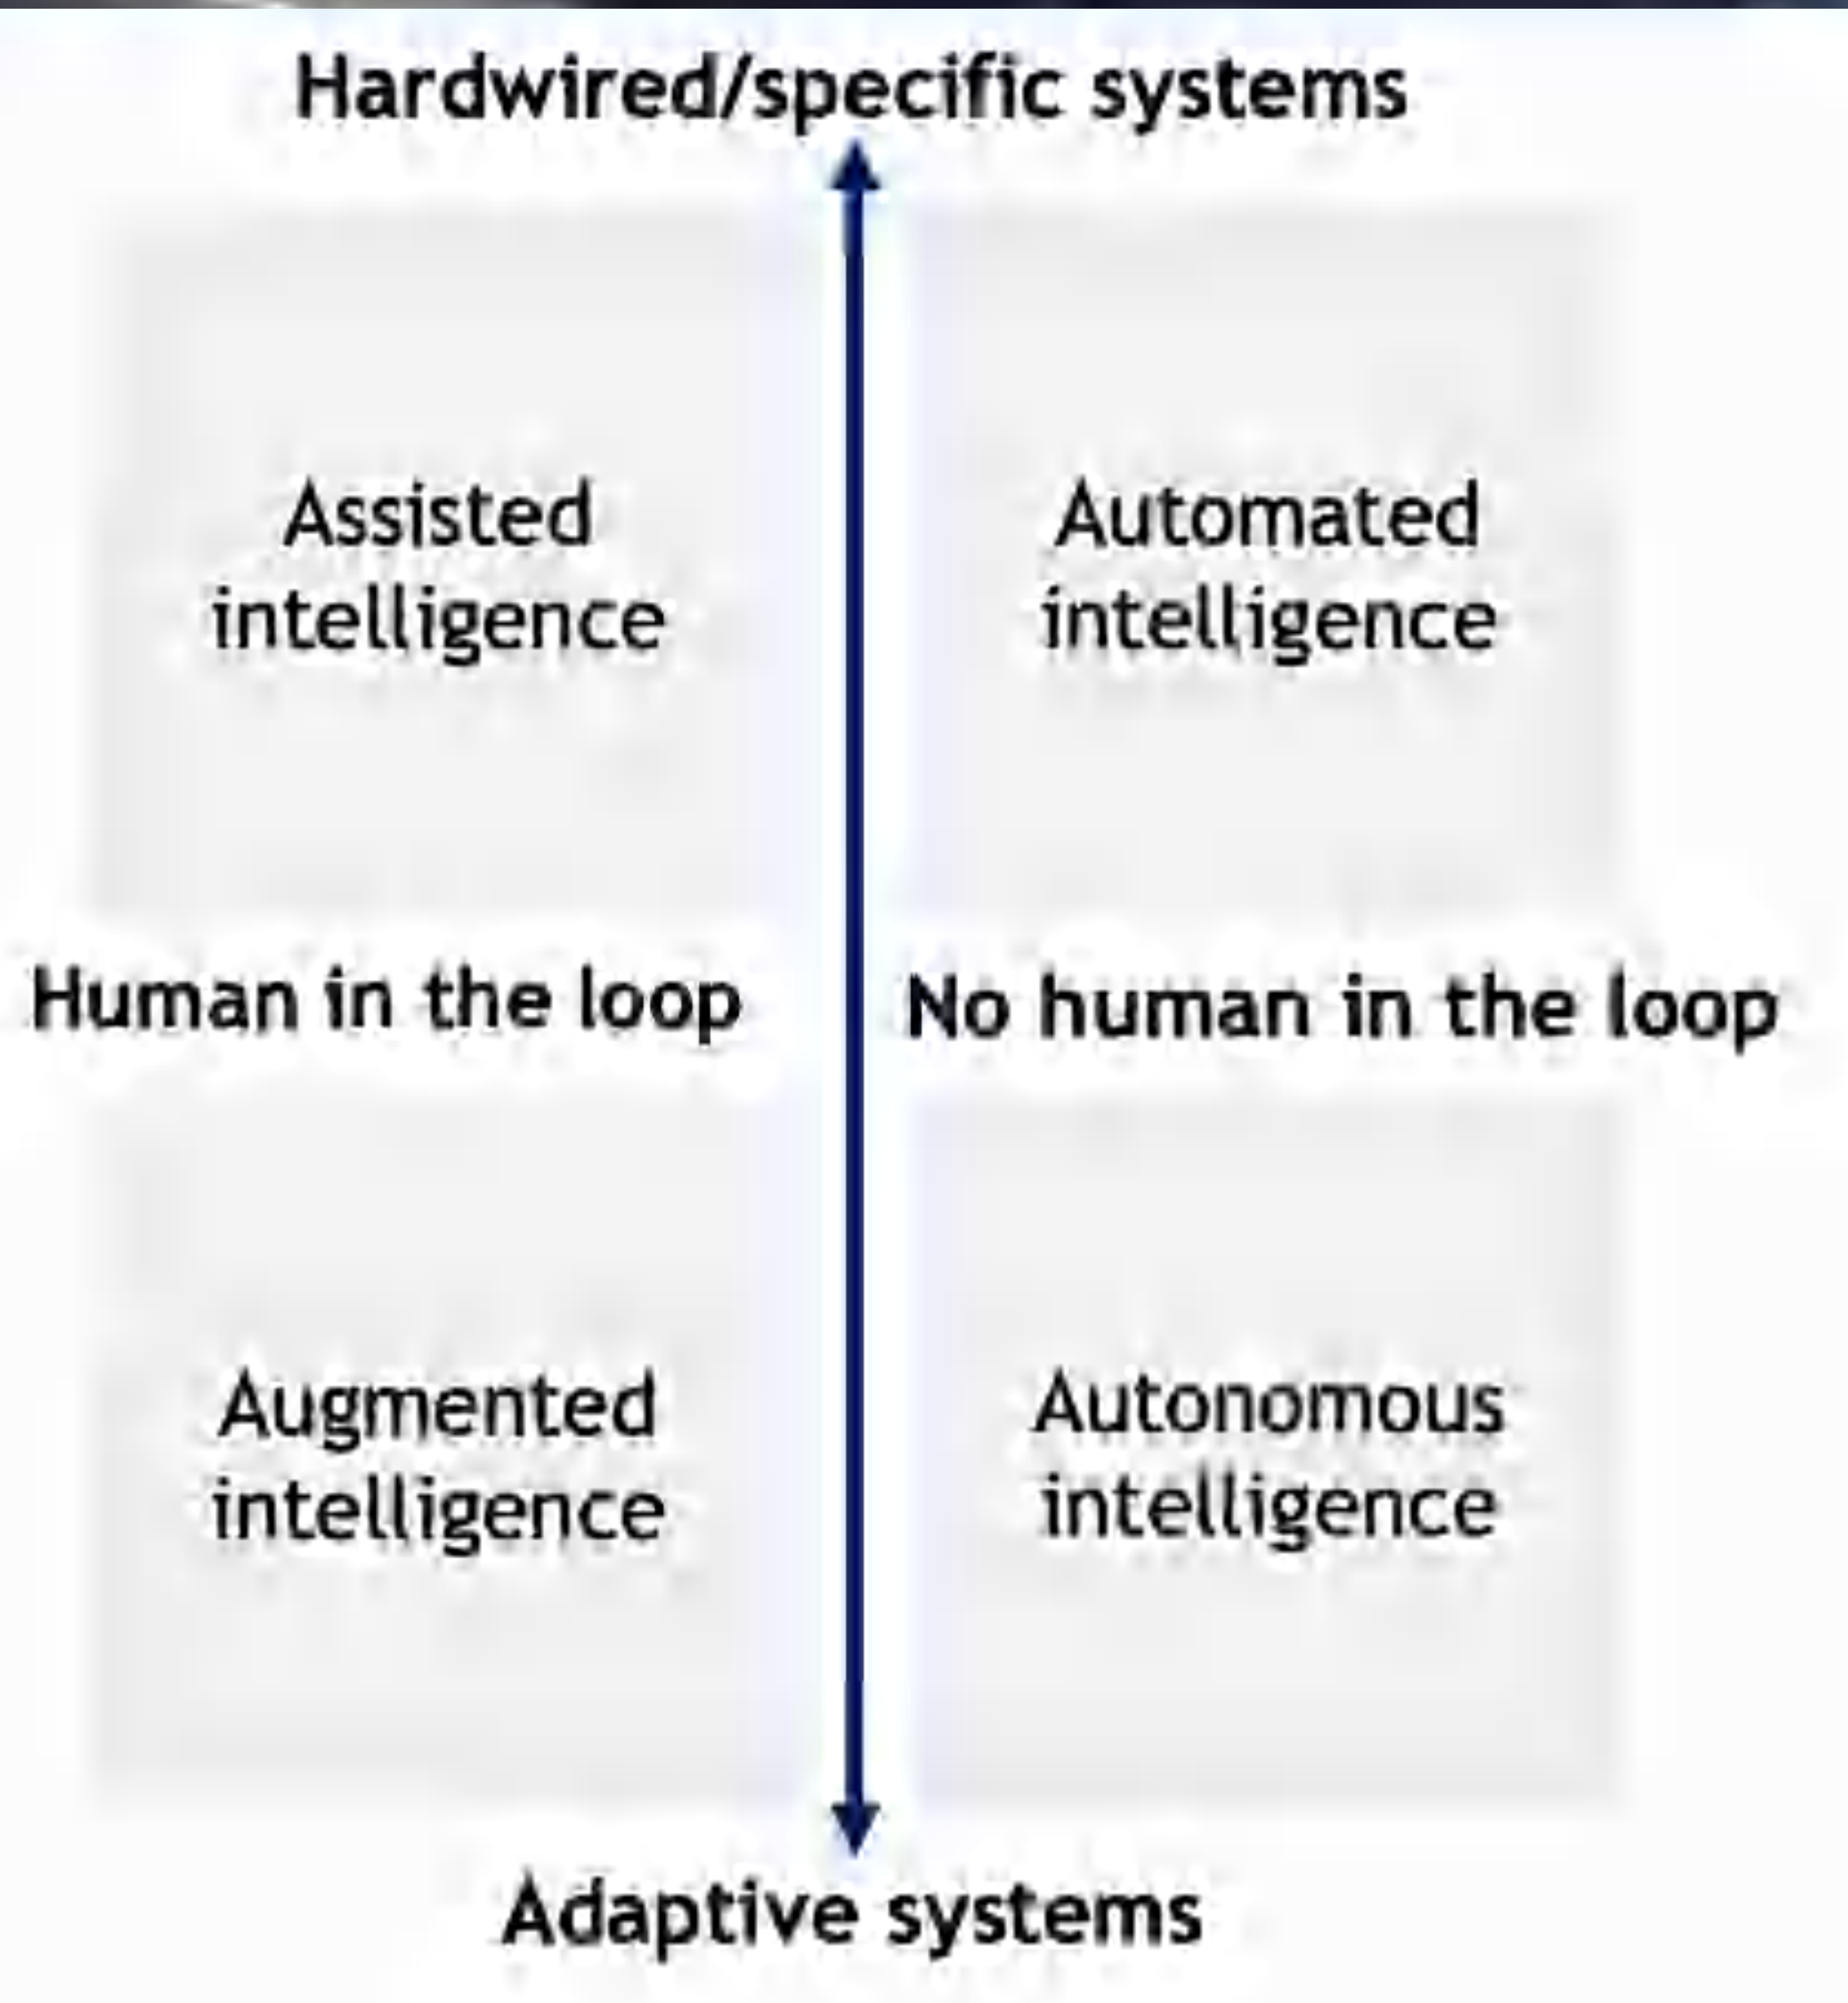 Hardwired/specific systems
Assisted
intelligence
Automated
intelligence
Human in the loop
No human in the loop
Augmented
intelligence
Autonomous
intelligence
Adaptive systems